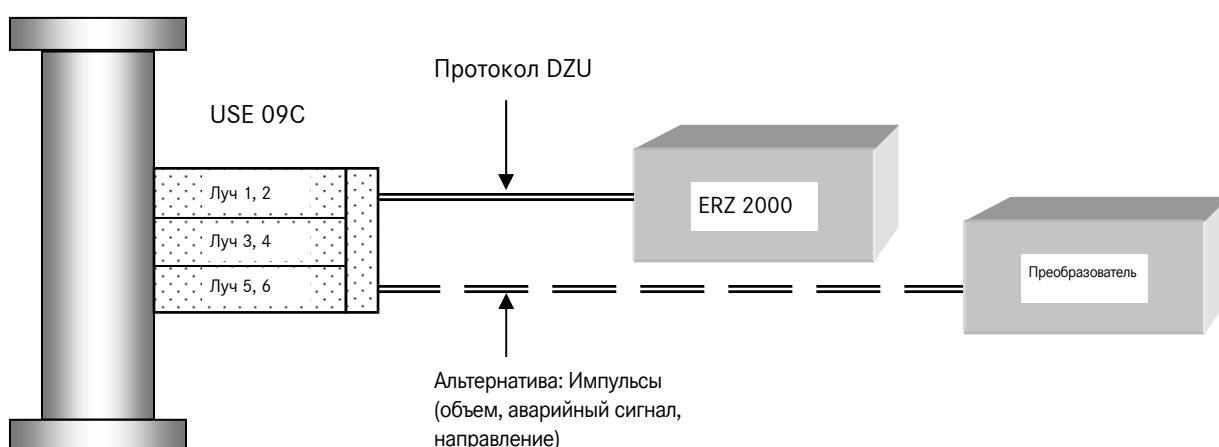 Протокол DZU
USE 09C
Луч 1, 2
Луч 3, 4
Луч 5, 6
ERZ 2000
Преобразователь
Альтернатива: Импульсы
(объем, аварийный сигнал,
направление)